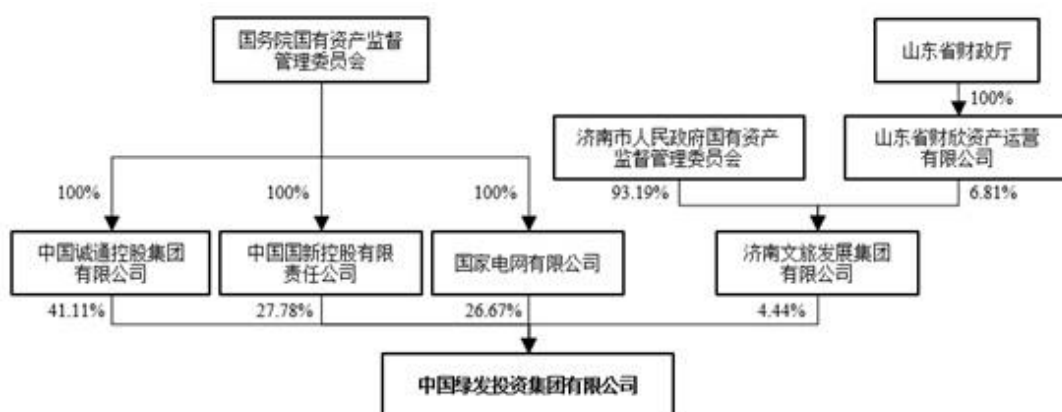 国务院国有资产监督
管理委员会
山东省财政厅
100%
济南市人民政府国有资产
监督管理委员会
山东省财欣资产运营
有限公司
100%
100%
100%
93.19%
6.81%
中国诚通控股集团
有限公司
中国国新控股有限
责任公司
国家电网有限公司
济南文旅发展集团
有限公司
41.11%
27.78%
26.67%
4.44%
中国绿发投资集团有限公司